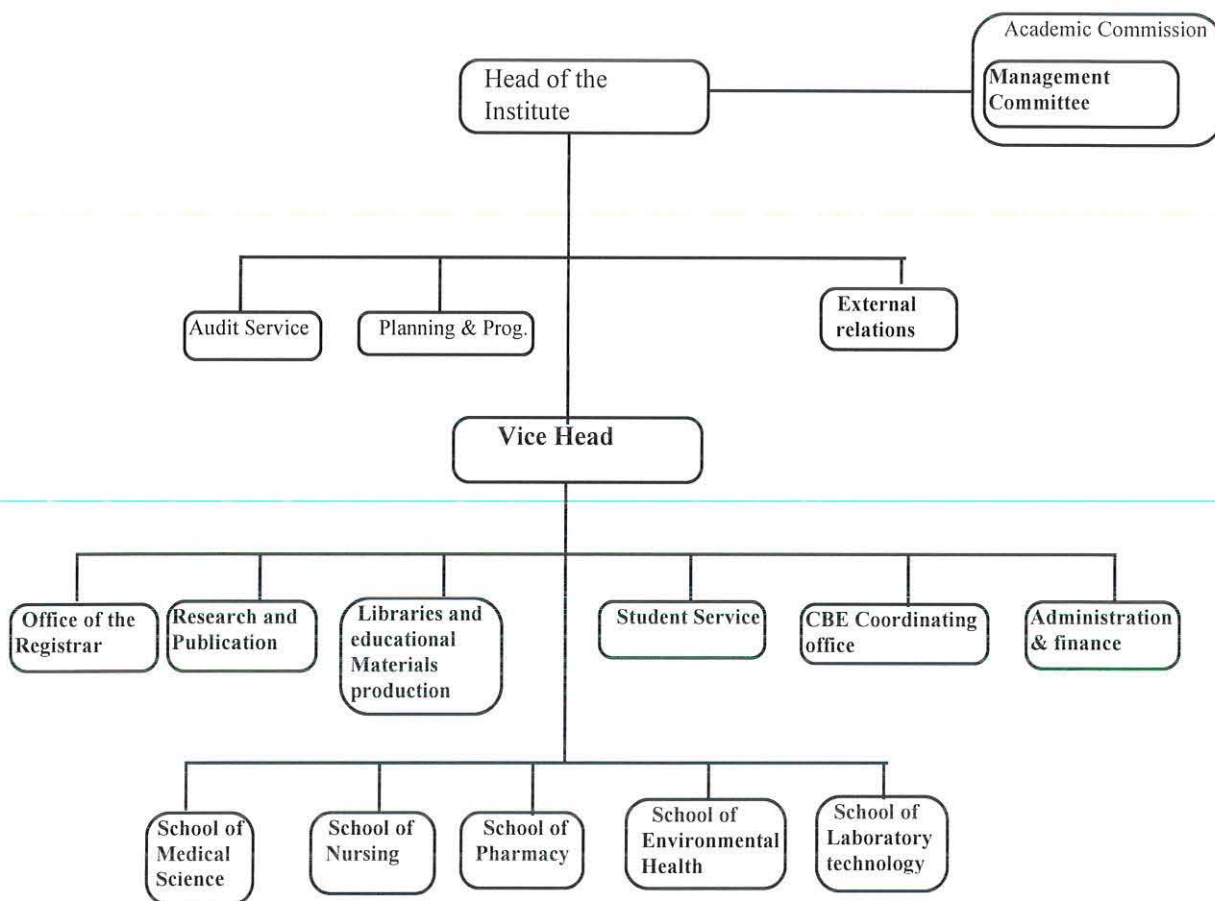 Academic Commission
Management
Committee
Head of the
Institute
Audit Service
Planning & Prog.
External
relations
Vice Head
Office of the
Registrar
Research and
Publication
Libraries and
educational
Materials
production
Student Service
CBE Coordinating
office
Administration
& finance
School of
Medical
Science
School of
Nursing
School of
Pharmacy
School of
Environmental
Health
School of
Laboratory
technology